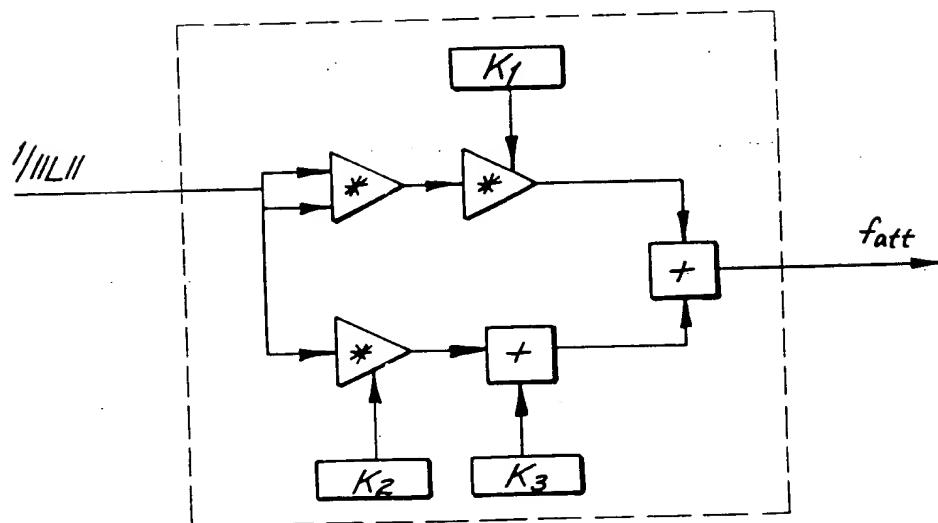 K1
1/||L||
*
*
fatt
+
*
+
K2
K3